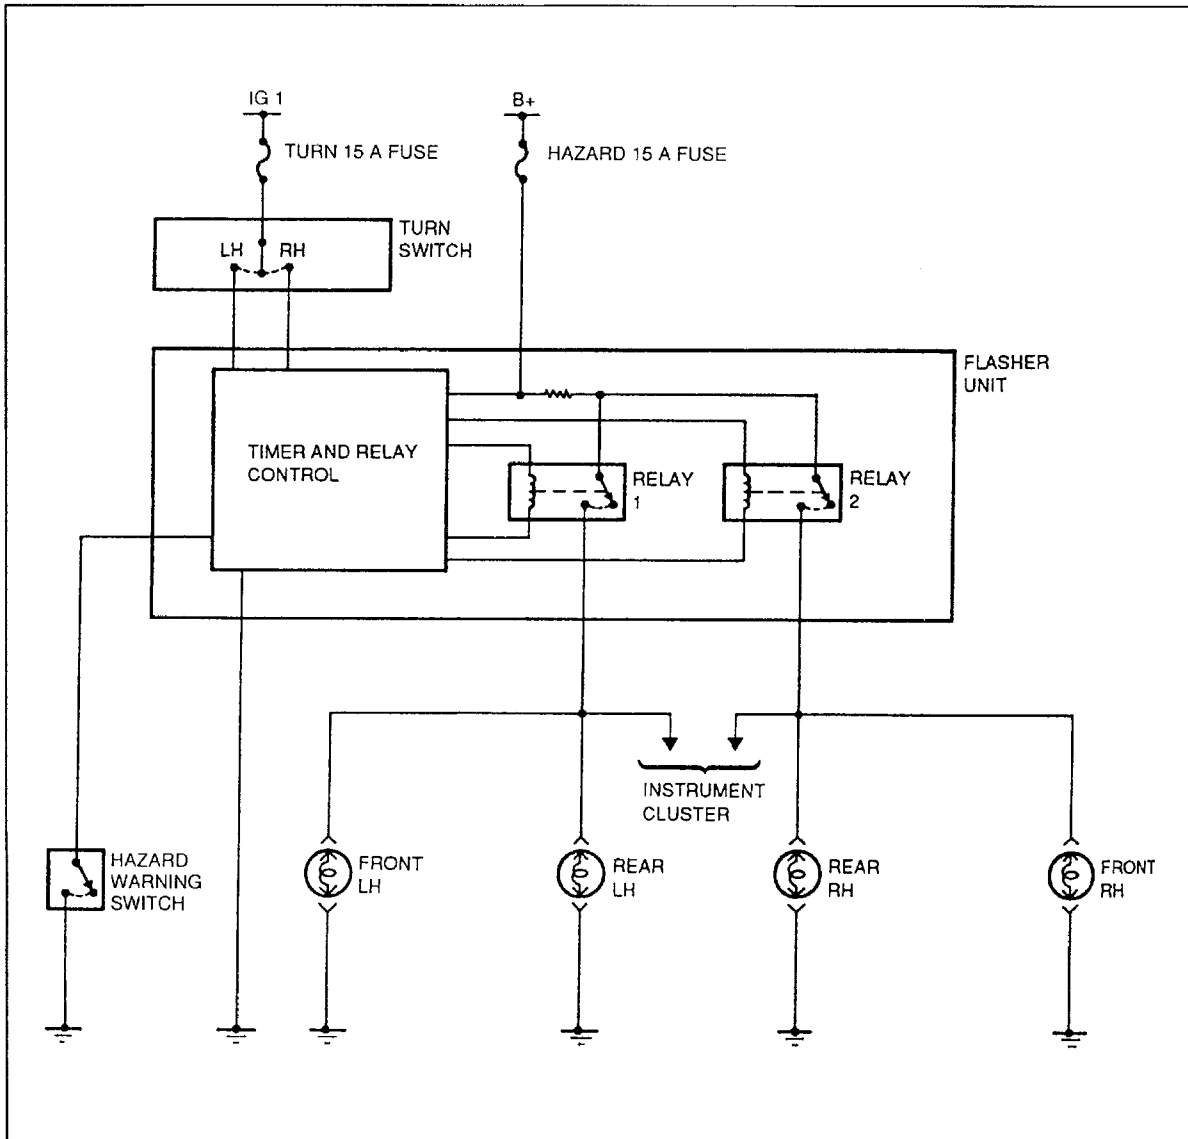 IG 1
B+
TURN 15 A FUSE
HAZARD 15 A FUSE
TURN
SWITCH
LH
RH
FLASHER
UNIT
TIMER AND RELAY
CONTROL
RELAY
1
RELAY
2
INSTRUMENT
CLUSTER
HAZARD
WARNING
SWITCH
FRONT
LH
REAR
LH
REAR
RH
FRONT
RH